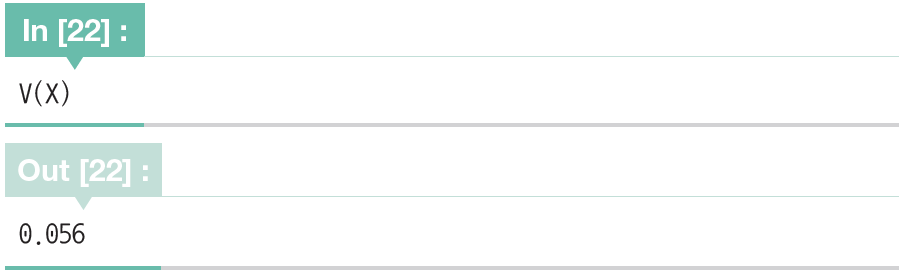 In [22] :
V(X)
Out [22] :
0.056